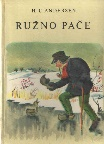 H. C. ANDERSEN
RUŽNO PAČE